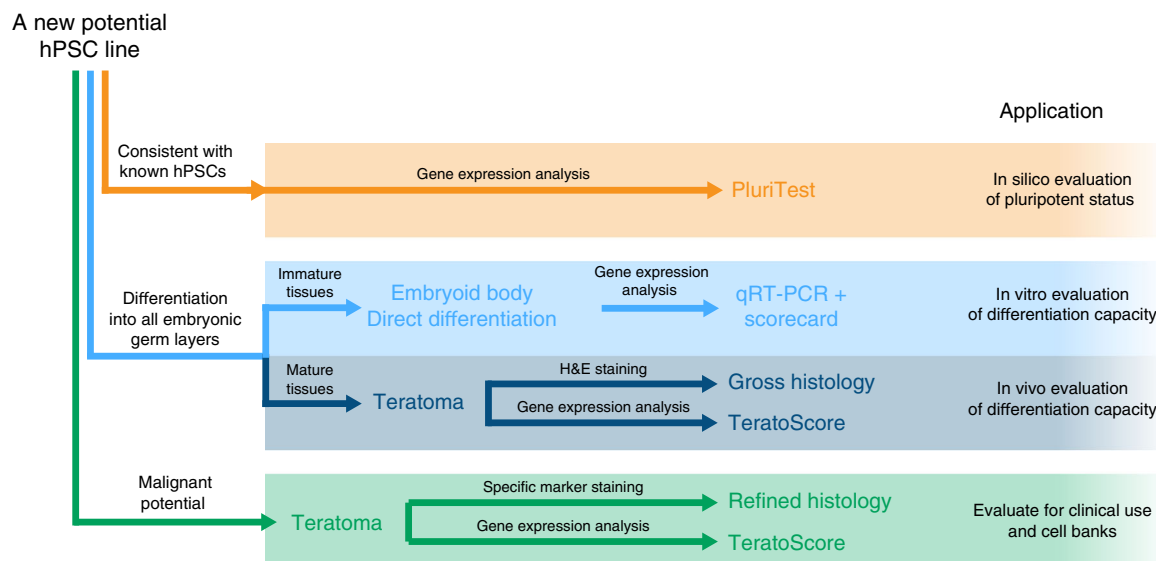 A new potential
hPSC line
Application
Consistent with
known hPSCs
Gene expression analysis
PluriTest
In silico evaluation
of pluripotent status
Differentiation
into all embryonic
germ layers
Immature
tissues
Embryoid body
Direct differentiation
Gene expression
analysis
qRT-PCR +
scorecard
In vitro evaluation
of differentiation capacity
Mature
tissues
Teratoma
H&E staining
Gross histology
Gene expression analysis
TeratoScore
In vivo evaluation
of differentiation capacity
Malignant
potential
Teratoma
Specific marker staining
Refined histology
Gene expression analysis
TeratoScore
Evaluate for clinical use
and cell banks